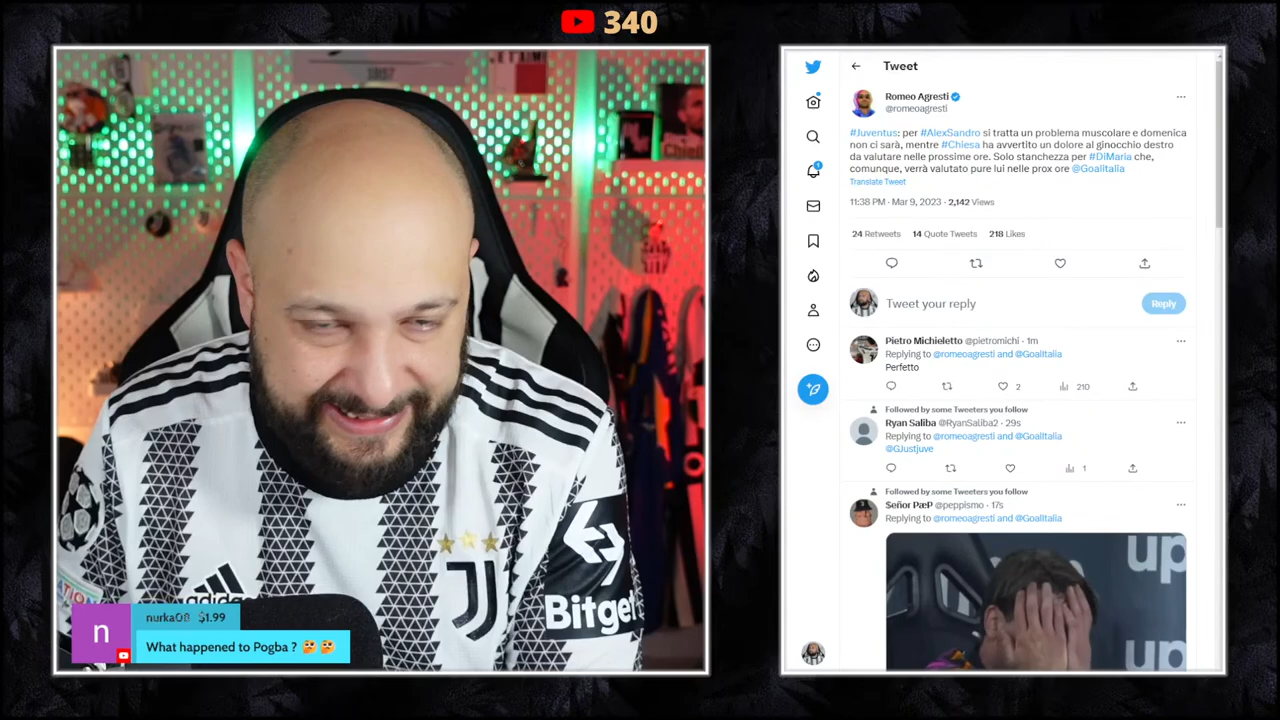 340
1897
Bitget
nurka08 $1.99
n
What happened to Pogba ?
Tweet
Romeo Agresti
@romeoagresti
#Juventus: per #AlexSandro si tratta un problema muscolare e domenica
non ci sarà, mentre #Chiesa ha avvertito un dolore al ginocchio destro
da valutare nelle prossime ore. Solo stanchezza per #DiMaria che,
comunque, verrà valutato pure lui nelle prox ore @GoalItalia
Translate Tweet
11:38 PM · Mar 9, 2023 · 2,142 Views
24 Retweets 14 Quote Tweets 218 Likes
Tweet your reply
Reply
Pietro Michieletto @pietromichi · 1m
Replying to @romeoagresti and @GoalItalia
Perfetto
2 210
Followed by some Tweeters you follow
Ryan Saliba @RyanSaliba2 · 29s
Replying to @romeoagresti and @GoalItalia
@GJustjuve
1
Followed by some Tweeters you follow
Señor PæP @peppismo · 17s
Replying to @romeoagresti and @GoalItalia
up
up